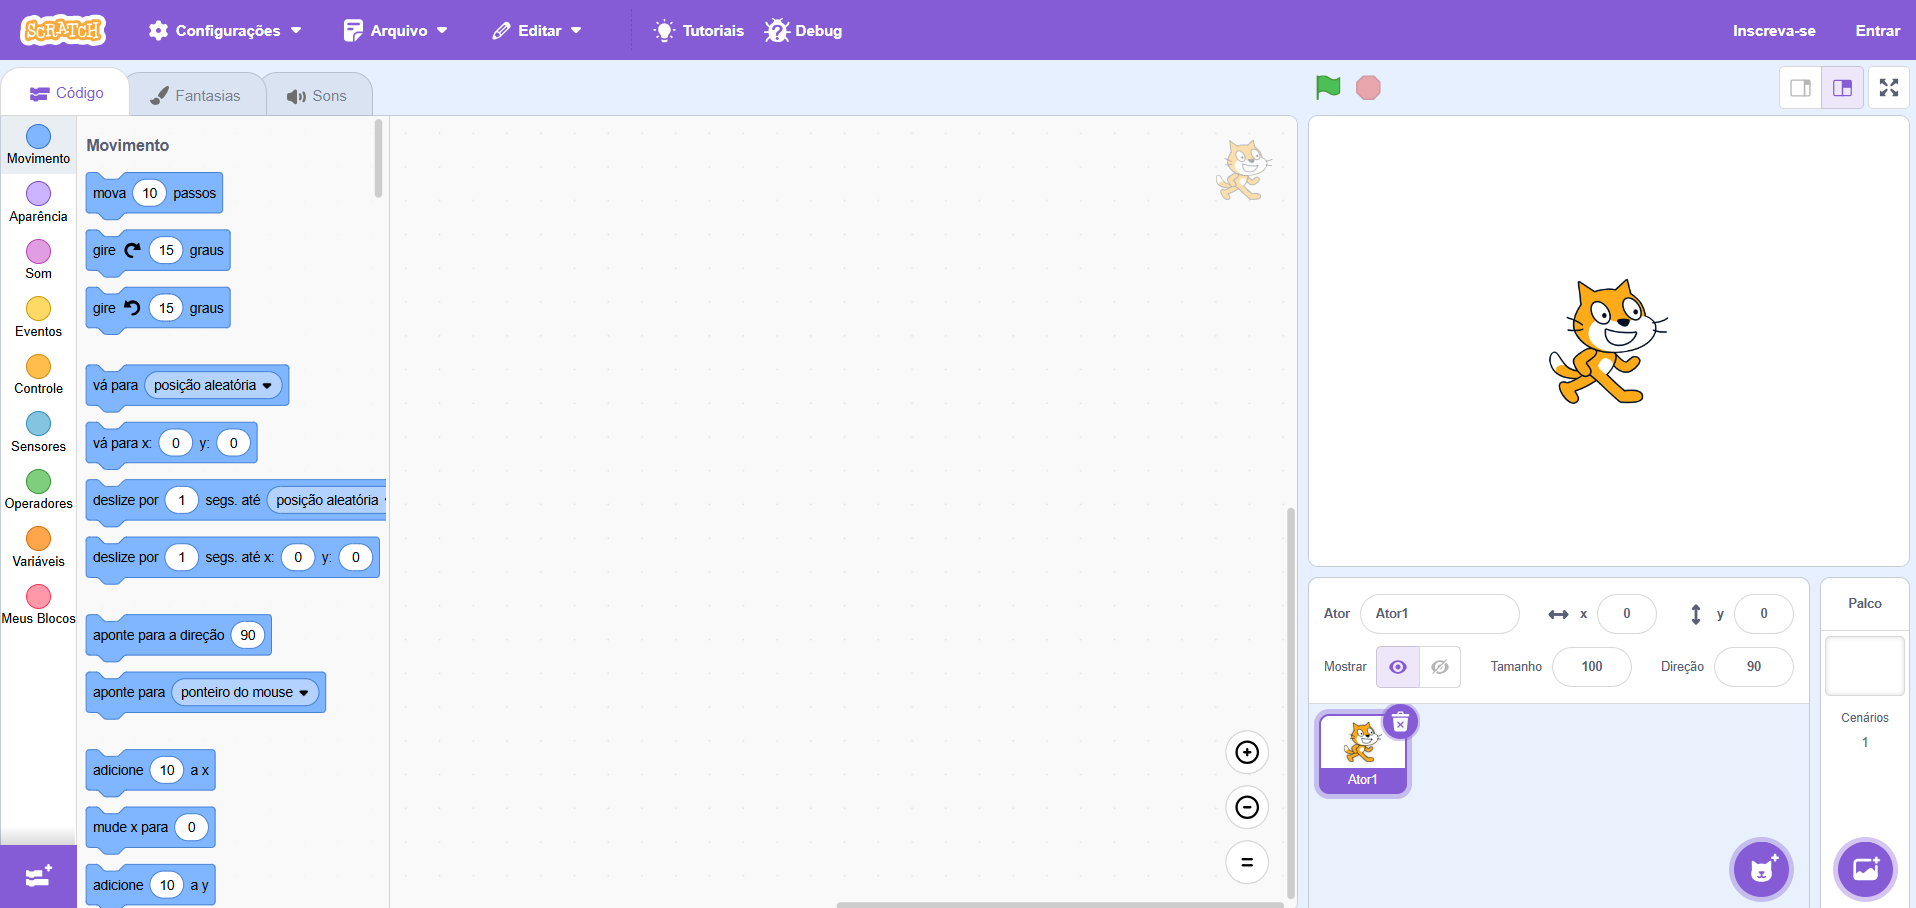 SCRATCH Configurações Arquivo Editar Tutoriais Debug Inscreva-se Entrar
Código Fantasias Sons
Movimento
Aparência
Som
Eventos
Controle
Sensores
Operadores
Variáveis
Meus Blocos
Movimento
mova 10 passos
gire 15 graus
gire 15 graus
vá para posição aleatória
vá para x: 0 y: 0
deslize por 1 segs. até posição aleatória
deslize por 1 segs. até x: 0 y: 0
aponte para a direção 90
aponte para ponteiro do mouse
adicione 10 a x
mude x para 0
adicione 10 a y
Ator Ator1 x 0 y 0
Mostrar Tamanho 100 Direção 90
Ator1
Palco
Cenários
1